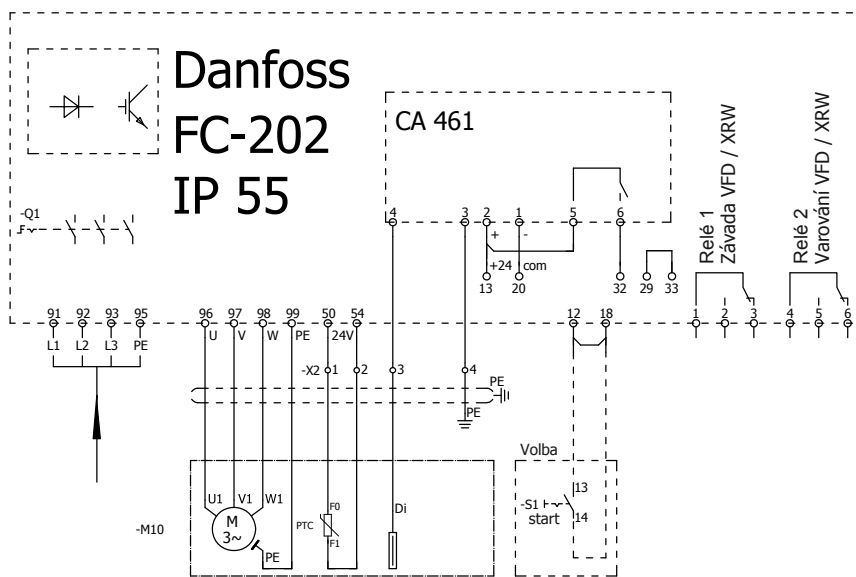 Danfoss
FC-202
IP 55
CA 461
-Q1
4 3 2 1 5 6
+ -
+24 com
13 20 32 29 33
Relé 1
Závada VFD / XRW
Relé 2
Varování VFD / XRW
91 92 93 95 96 97 98 99 50 54 12 18 1 2 3 4 5 6
L1 L2 L3 PE U V W PE 24V
-X2 1 2 3 4
PE
PE
Volba
U1 V1 W1 F0 Di 13
-S1
-M10 M PTC start 14
3~ F1
PE